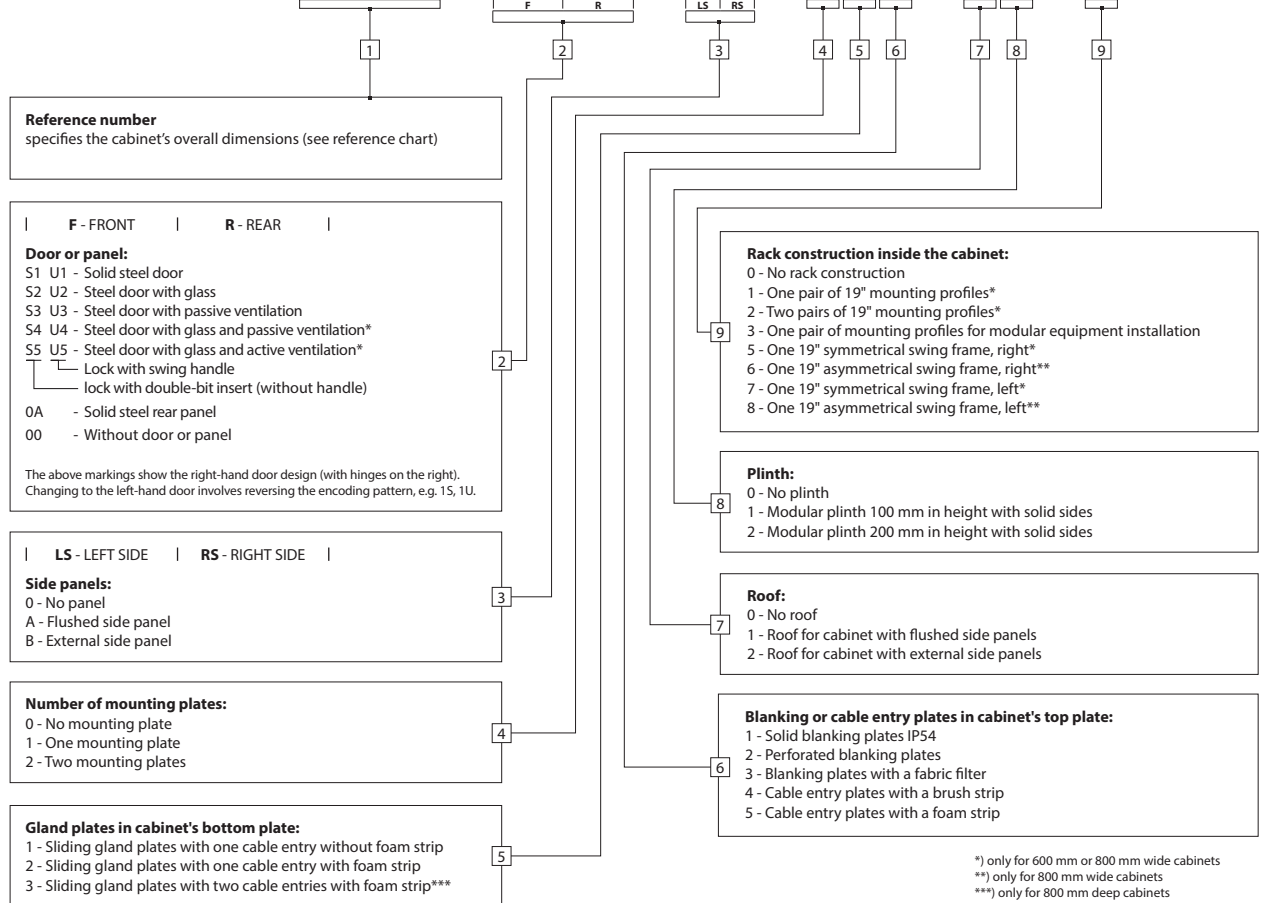 F R LS RS
1 2 3 4 5 6 7 8 9
Reference number
specifies the cabinet's overall dimensions (see reference chart)
F - FRONT | R - REAR |
Door or panel:
S1 U1 - Solid steel door
S2 U2 - Steel door with glass
S3 U3 - Steel door with passive ventilation
S4 U4 - Steel door with glass and passive ventilation*
S5 U5 - Steel door with glass and active ventilation*
Lock with swing handle
lock with double-bit insert (without handle)
0A - Solid steel rear panel
00 - Without door or panel
The above markings show the right-hand door design (with hinges on the right).
Changing to the left-hand door involves reversing the encoding pattern, e.g. 1S, 1U.
2
LS - LEFT SIDE | RS - RIGHT SIDE |
Side panels:
0 - No panel
A - Flushed side panel
B - External side panel
3
Number of mounting plates:
0 - No mounting plate
1 - One mounting plate
2 - Two mounting plates
4
Gland plates in cabinet's bottom plate:
1 - Sliding gland plates with one cable entry without foam strip
2 - Sliding gland plates with one cable entry with foam strip
3 - Sliding gland plates with two cable entries with foam strip***
5
Rack construction inside the cabinet:
0 - No rack construction
1 - One pair of 19" mounting profiles*
2 - Two pairs of 19" mounting profiles*
3 - One pair of mounting profiles for modular equipment installation
5 - One 19" symmetrical swing frame, right*
6 - One 19" asymmetrical swing frame, right**
7 - One 19" symmetrical swing frame, left*
8 - One 19" asymmetrical swing frame, left**
9
Plinth:
0 - No plinth
1 - Modular plinth 100 mm in height with solid sides
2 - Modular plinth 200 mm in height with solid sides
8
Roof:
0 - No roof
1 - Roof for cabinet with flushed side panels
2 - Roof for cabinet with external side panels
7
Blanking or cable entry plates in cabinet's top plate:
1 - Solid blanking plates IP54
2 - Perforated blanking plates
3 - Blanking plates with a fabric filter
4 - Cable entry plates with a brush strip
5 - Cable entry plates with a foam strip
6
*) only for 600 mm or 800 mm wide cabinets
**) only for 800 mm wide cabinets
***) only for 800 mm deep cabinets